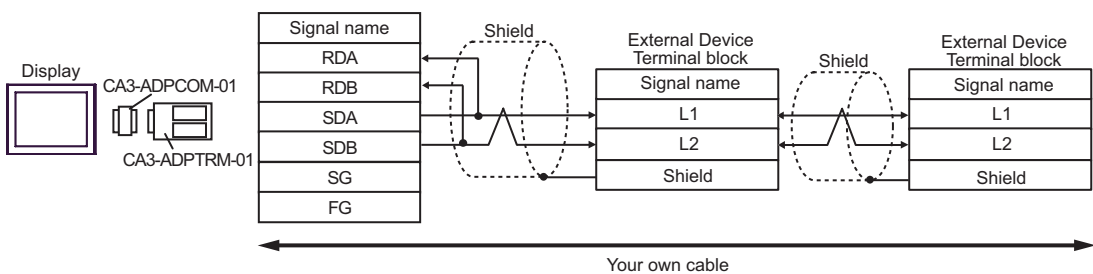 Display
CA3-ADPCOM-01
CA3-ADPTRM-01
Signal name
RDA
RDB
SDA
SDB
SG
FG
Shield
External Device
Terminal block
Signal name
L1
L2
Shield
Shield
External Device
Terminal block
Signal name
L1
L2
Shield
Your own cable